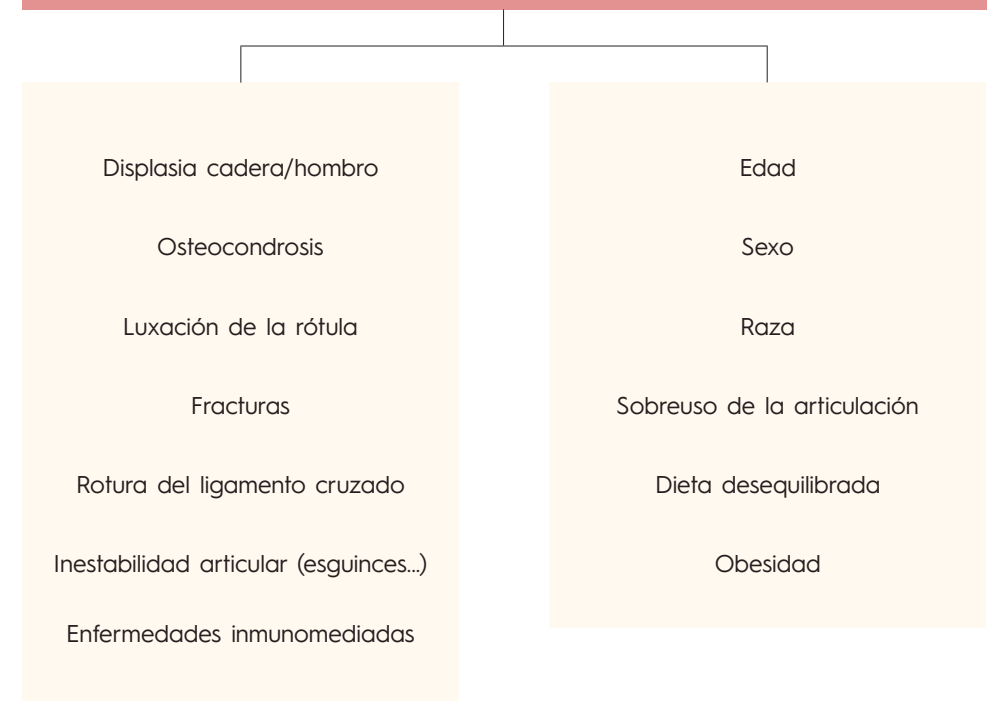 Displasia cadera/hombro
Osteocondrosis
Luxación de la rótula
Fracturas
Rotura del ligamento cruzado
Inestabilidad articular (esguinces...)
Enfermedades inmunomediadas
Edad
Sexo
Raza
Sobreuso de la articulación
Dieta desequilibrada
Obesidad